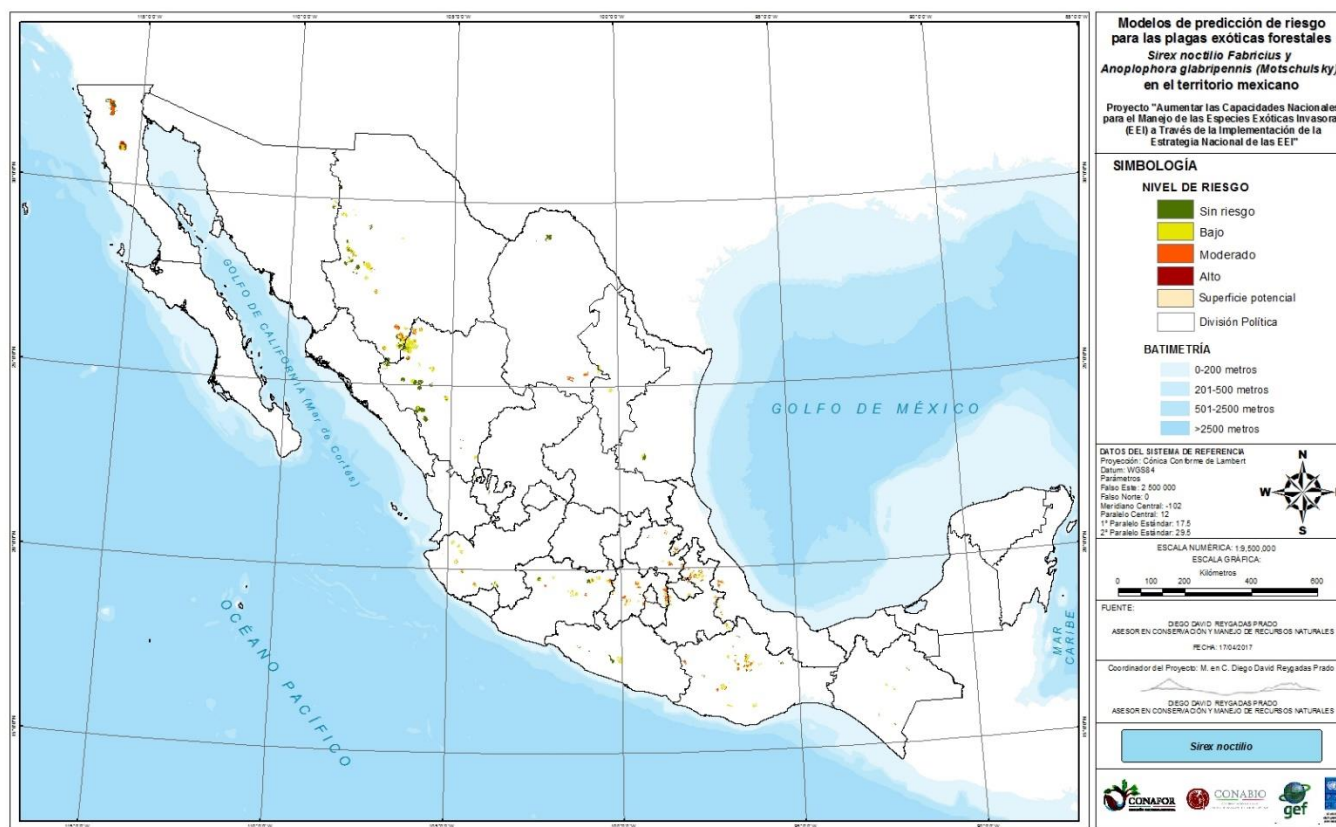 Modelos de predicción de riesgo
para las plagas exóticas forestales
Sirex noctilio Fabricius y
Anoplophora glabripennis (Motschulsky)
en el territorio mexicano
Proyecto "Aumentar las Capacidades Nacionales
para el Manejo de las Especies Exóticas Invasora
(EEI) a Través de la Implementación de la
Estrategia Nacional de las EEI"
SIMBOLOGÍA
NIVEL DE RIESGO
Sin riesgo
Bajo
Moderado
Alto
Superficie potencial
División Política
BATIMETRÍA
0-200 metros
201-500 metros
501-2500 metros
>2500 metros
DATOS DEL SISTEMA DE REFERENCIA
Proyección: Cónica Conforme de Lambert
Datum: WGS84
Parámetros
Falso Este: 2 500 000
Falso Norte: 0
Meridiano Central: -102
Paralelo Central: 12
1° Paralelo Estándar: 17.5
2° Paralelo Estándar: 29.5
N
W
S
ESCALA NUMÉRICA: 1:9,500,000
ESCALA GRÁFICA:
Kilómetros
0 100 200 400 600
FUENTE:
DIEGO DAVID REYGADAS PRADO
ASESOR EN CONSERVACIÓN Y MANEJO DE RECURSOS NATURALES
FECHA: 17/04/2017
Coordinador del Proyecto: M. en C. Diego David Reygadas Prado
DIEGO DAVID REYGADAS PRADO
ASESOR EN CONSERVACIÓN Y MANEJO DE RECURSOS NATURALES
Sirex noctilio
CONAFOR
CONABIO
gef
GOLFO DE CALIFORNIA (Mar de Cortés)
GOLFO DE MÉXICO
OCÉANO PACÍFICO
MAR CARIBE